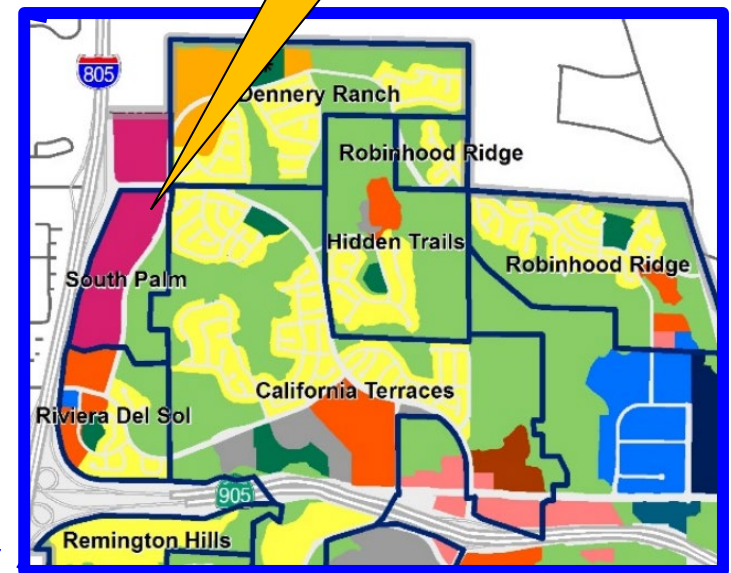 805
Dennery Ranch
Robinhood Ridge
Hidden Trails
Robinhood Ridge
South Palm
California Terraces
Riviera Del Sol
905
Remington Hills